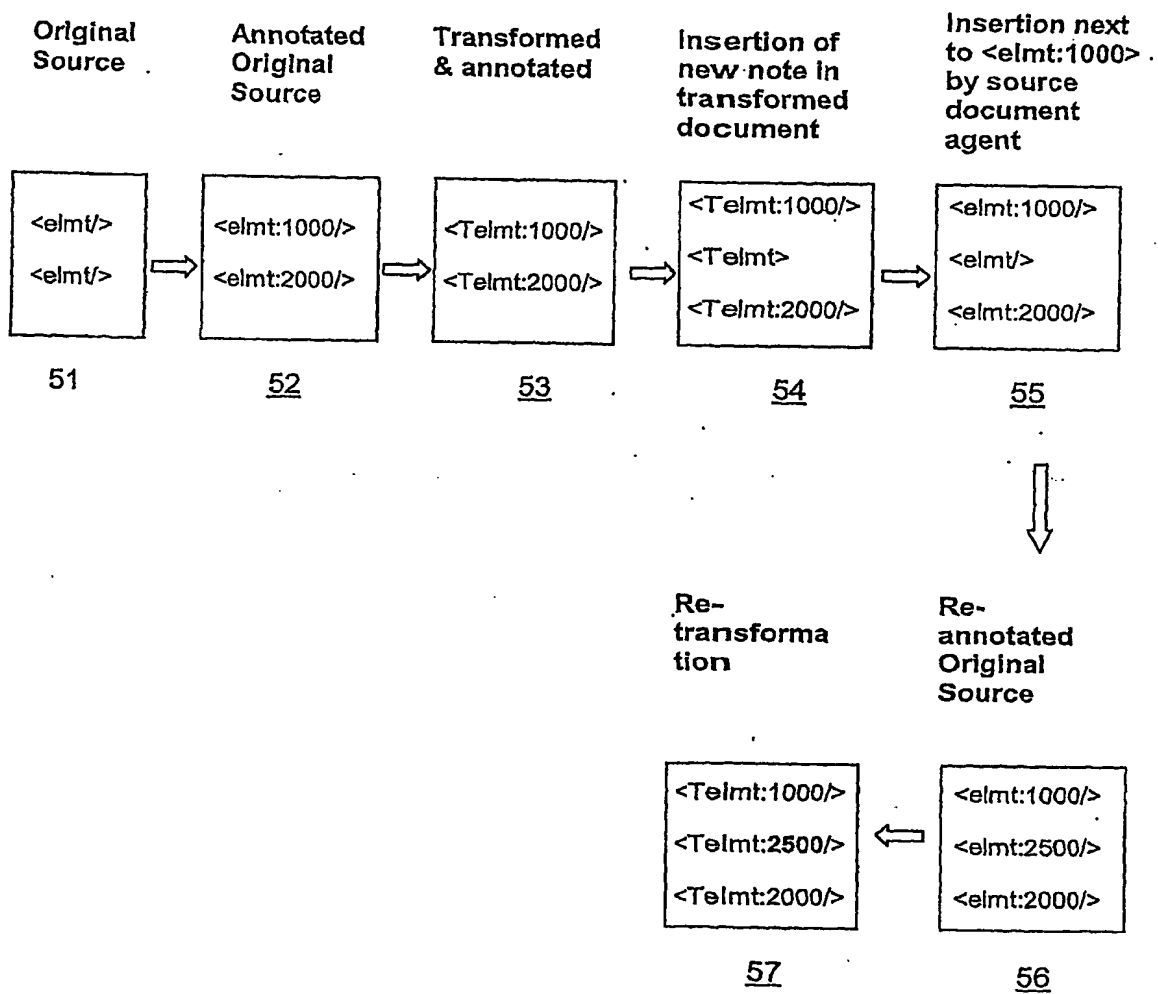 Original
Source
Annotated
Original
Source
Transformed
& annotated
Insertion of
new note in
transformed
document
Insertion next
to <elmt:1000>
by source
document
agent
<elmt/>
<elmt/>
51
<elmt:1000/>
<elmt:2000/>
52
<Telmt:1000/>
<Telmt:2000/>
53
<Telmt:1000/>
<Telmt>
<Telmt:2000/>
54
<elmt:1000/>
<elmt/>
<elmt:2000/>
55
Re-
transforma
tion
Re-
annotated
Original
Source
<Telmt:1000/>
<Telmt:2500/>
<Telmt:2000/>
57
<elmt:1000/>
<elmt:2500/>
<elmt:2000/>
56